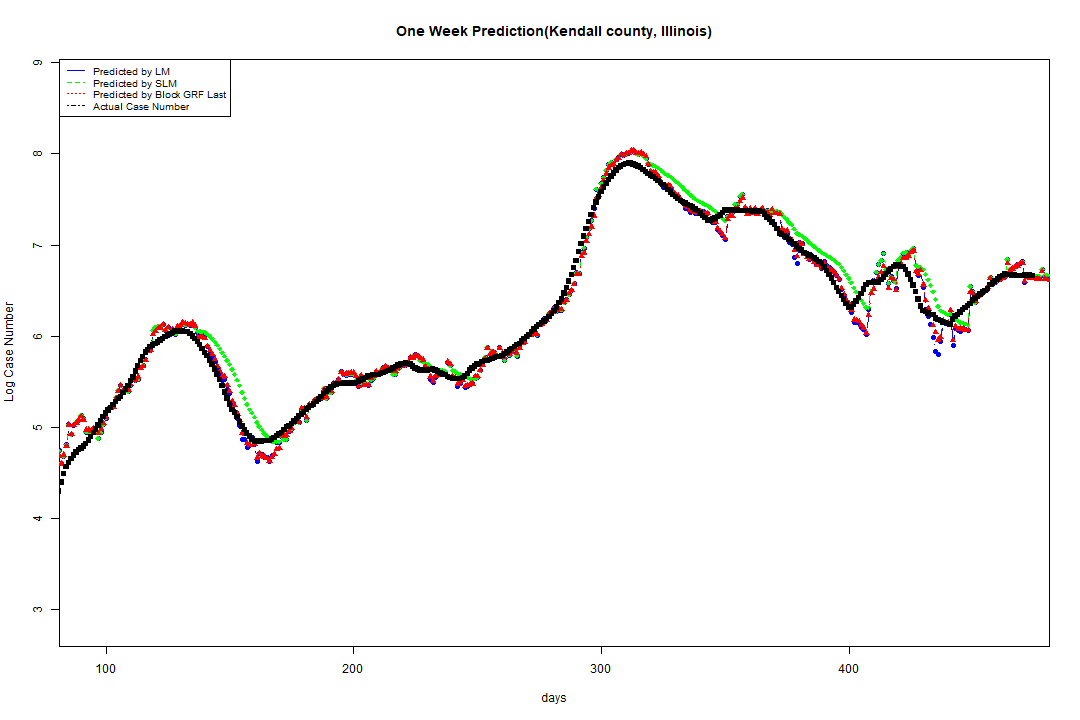 One Week Prediction(Kendall county, Illinois)
Predicted by LM
Predicted by SLM
Predicted by Block GRF Last
Actual Case Number
9
8
7
6
5
4
3
Log Case Number
100 200 300 400
days